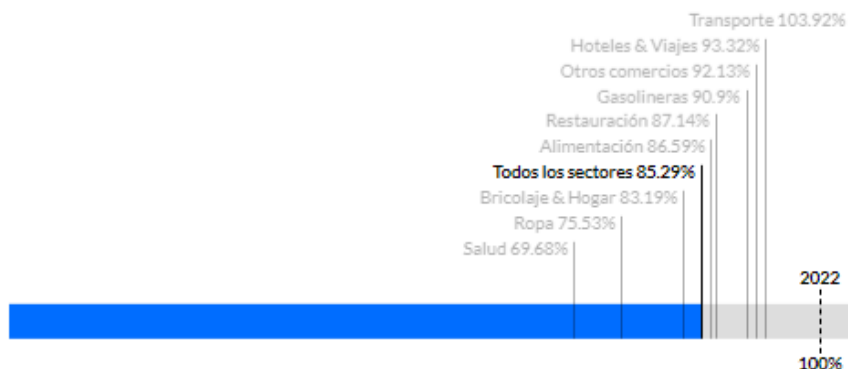 Transporte 103.92%
Hoteles & Viajes 93.32%
Otros comercios 92.13%
Gasolineras 90.9%
Restauración 87.14%
Alimentación 86.59%
Todos los sectores 85.29%
Bricolaje & Hogar 83.19%
Ropa 75.53%
Salud 69.68%
2022
100%